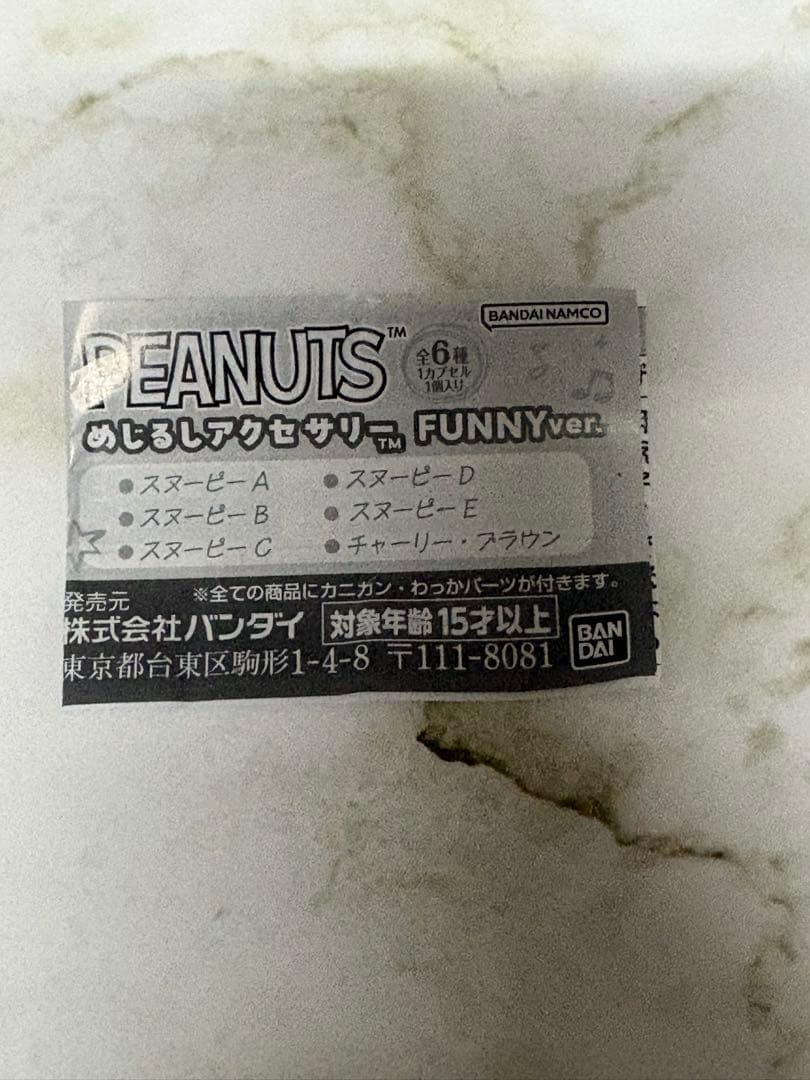 BANDAI NAMCO
PEANUTS™
全6種
1カプセル
1個入り
めじるしアクセサリー™ FUNNYver.
●スヌーピーA
●スヌーピーB
●スヌーピーC
●スヌーピーD
●スヌーピーE
●チャーリー・ブラウン
※全ての商品にカニカン・わっかパーツが付きます。
発売元
株式会社バンダイ 対象年齢15才以上
東京都台東区駒形1-4-8 〒111-8081
BAN
DAI